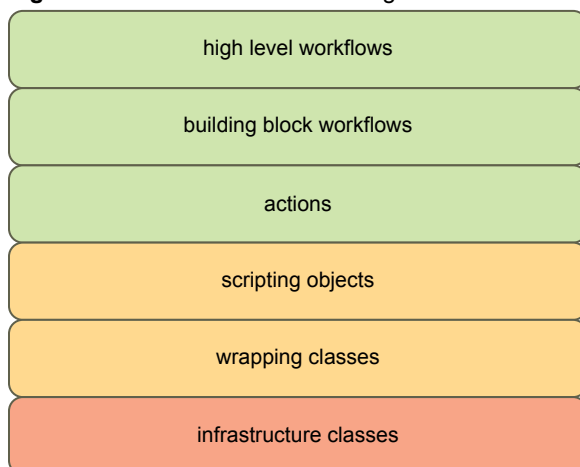 high level workflows
building block workflows
actions
scripting objects
wrapping classes
infrastructure classes